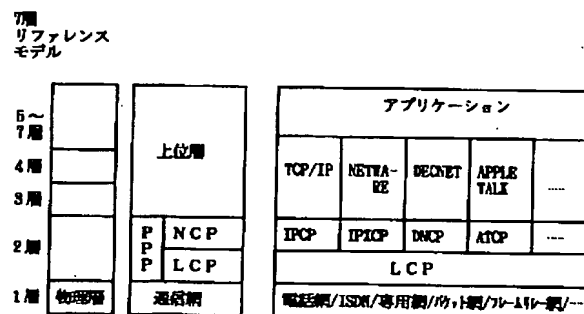 7層
リファレンス
モデル
5～
7層
4層
3層
2層
1層
物理層
上位層
PPP
NCP
LCP
通信網
アプリケーション
TCP/IP
NETWA-
RE
DECNET
APPLE
TALK
.....
IPCP
IPXCP
DNCP
ATCP
....
LCP
電話網/ISDN/専用網/パケット網/フレームリレー網/---